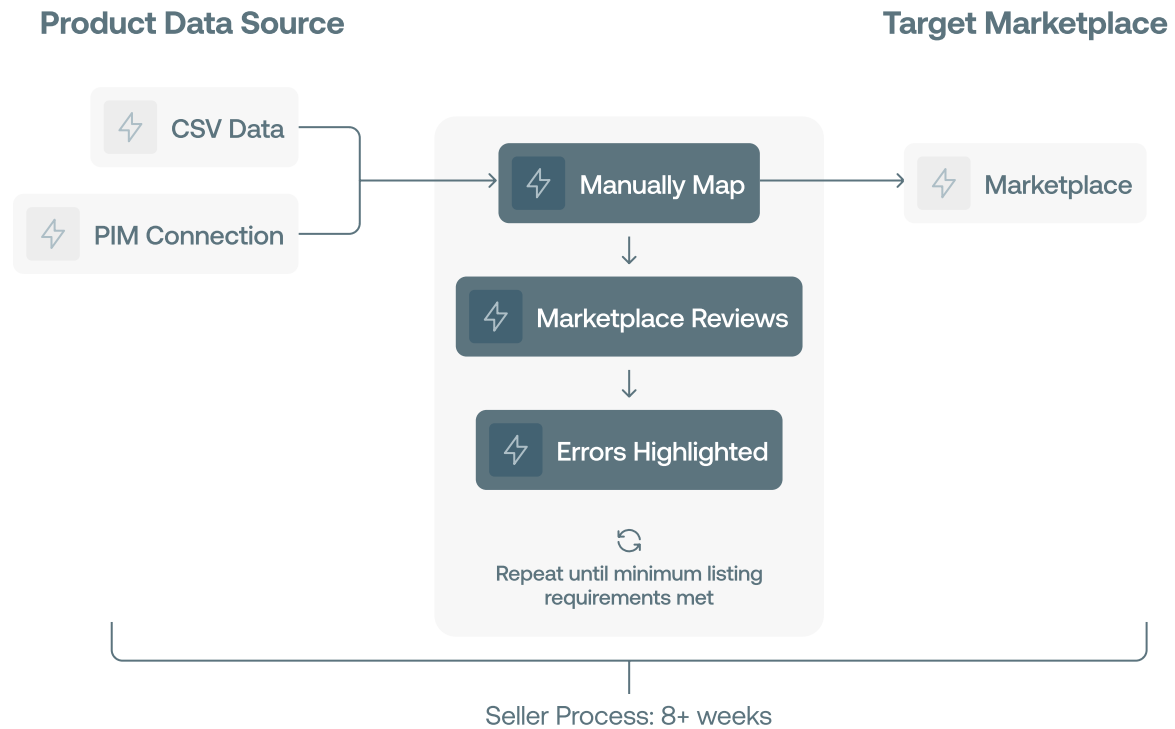 Product Data Source
Target Marketplace
CSV Data
PIM Connection
Manually Map
Marketplace
Marketplace Reviews
Errors Highlighted
Repeat until minimum listing
requirements met
Seller Process: 8+ weeks